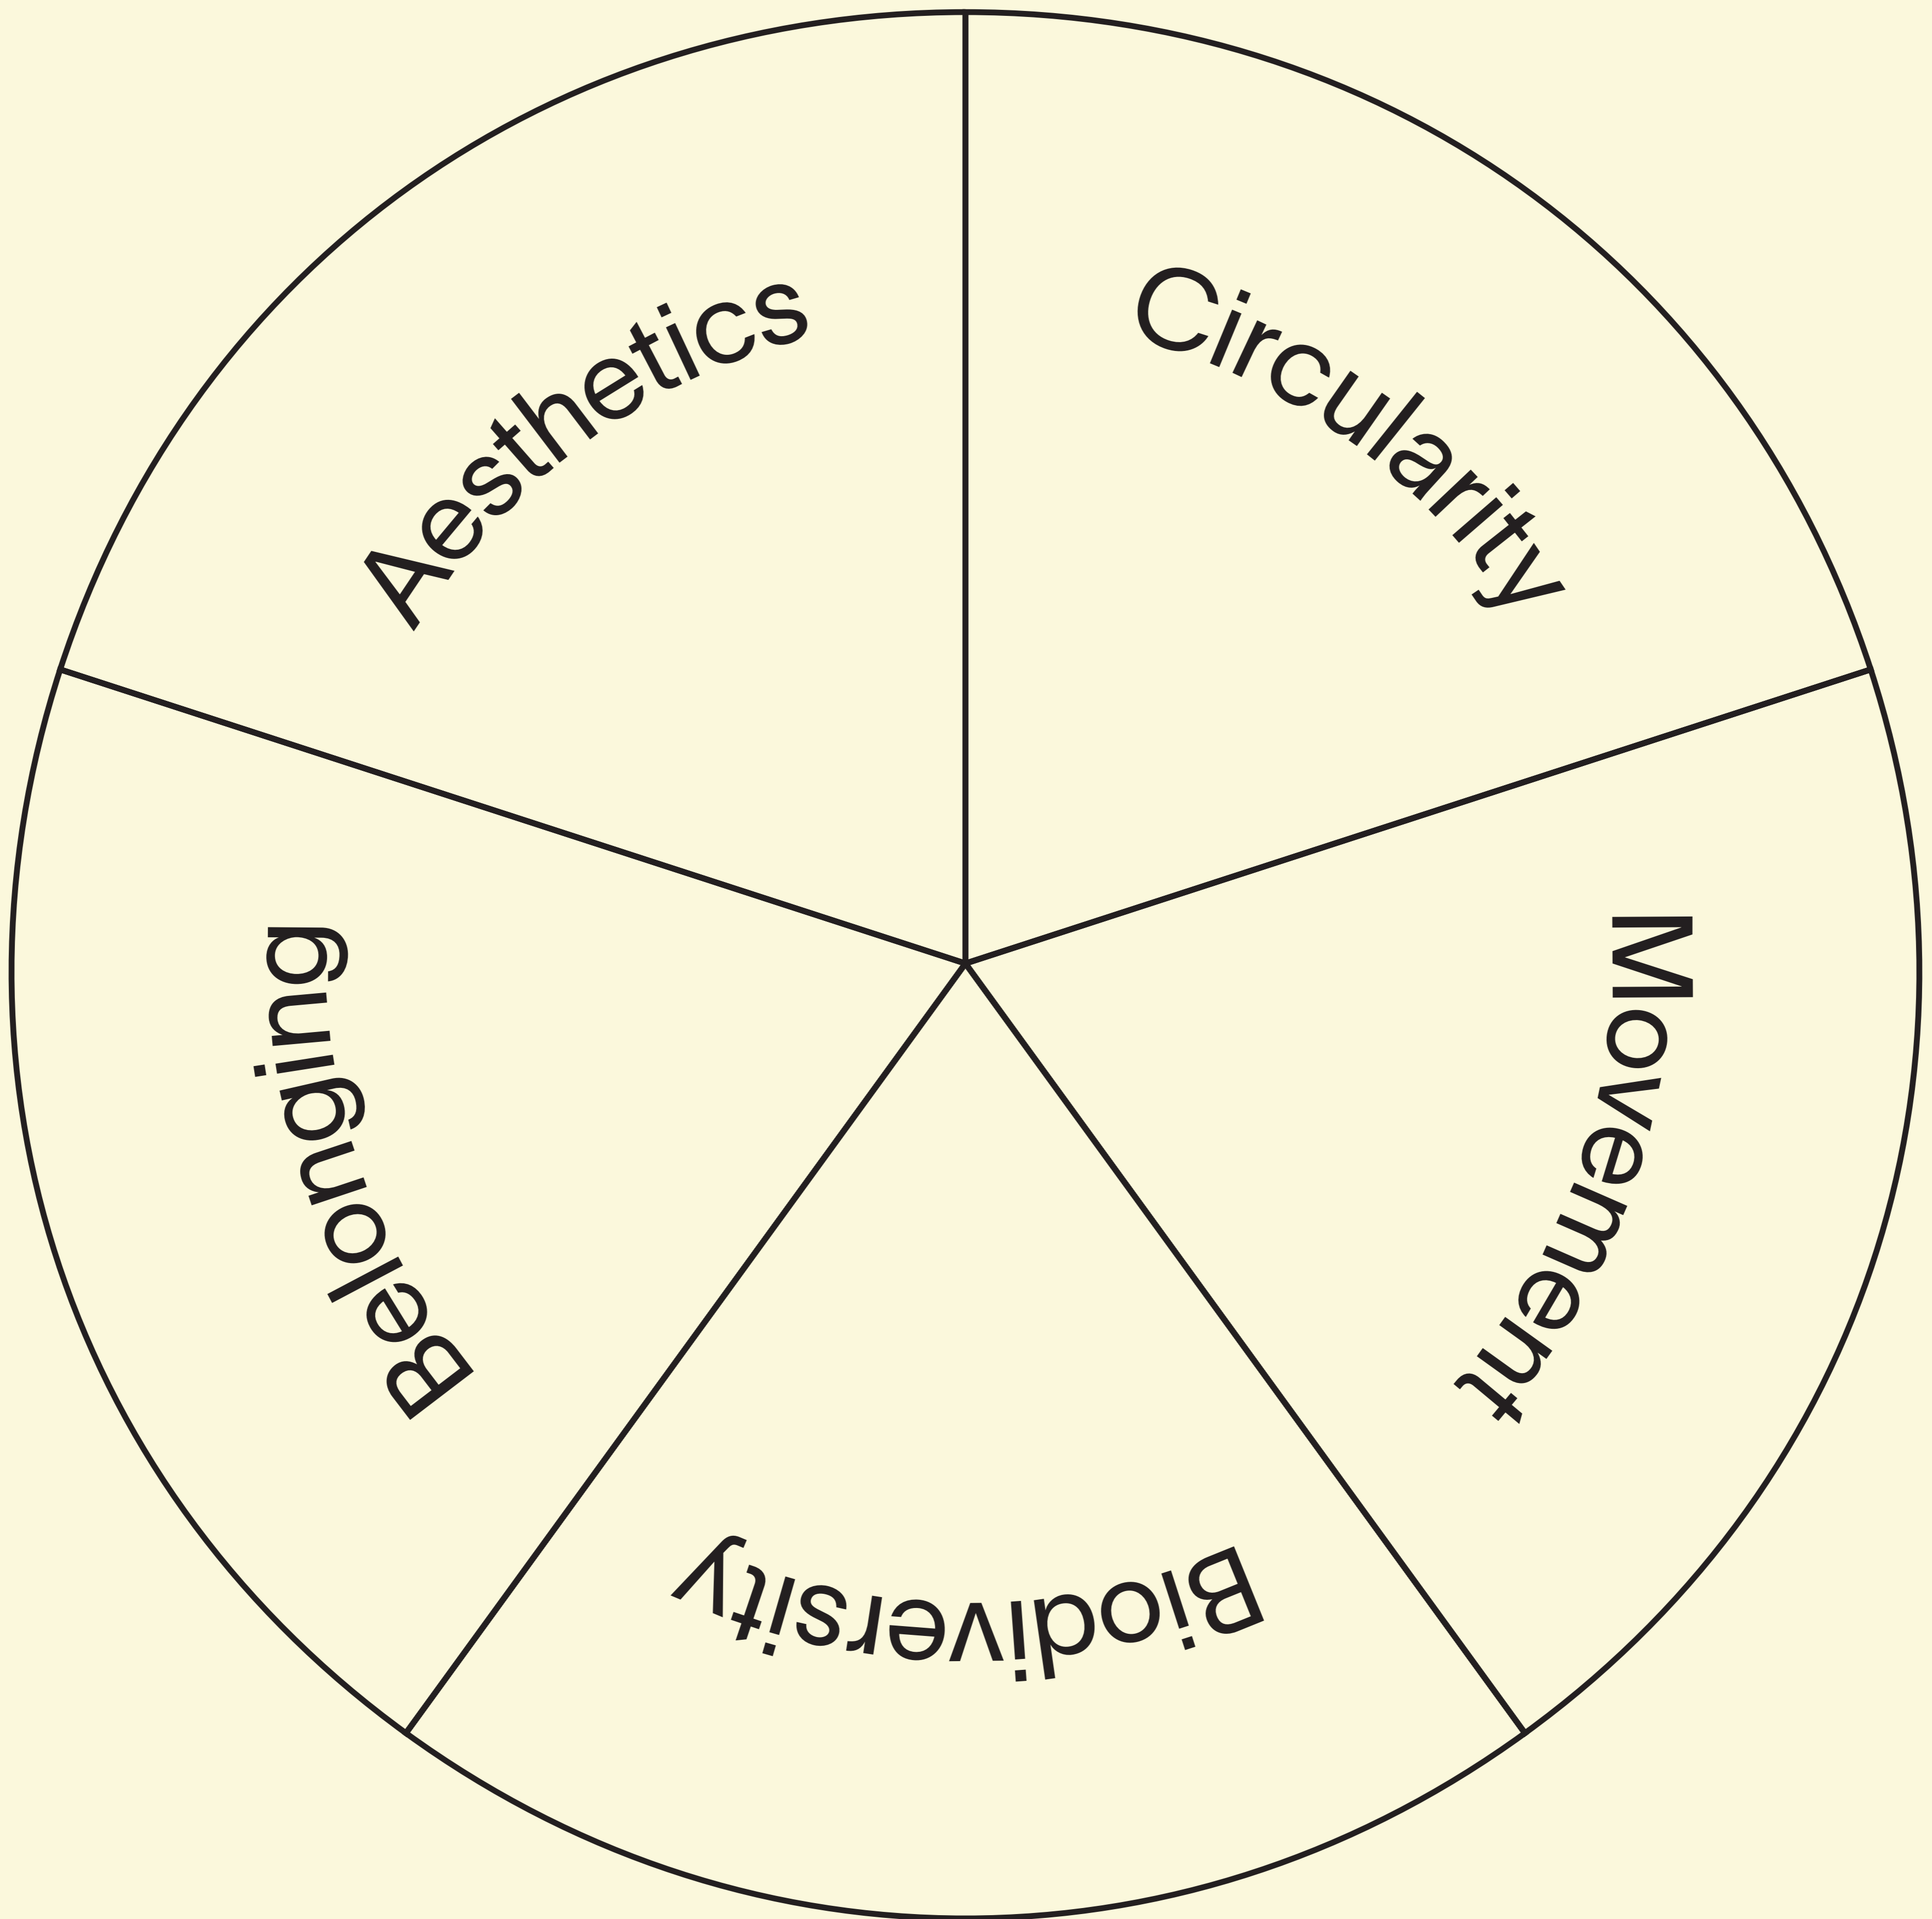 Aesthetics
Circularity
Movement
Biodiversity
Belonging